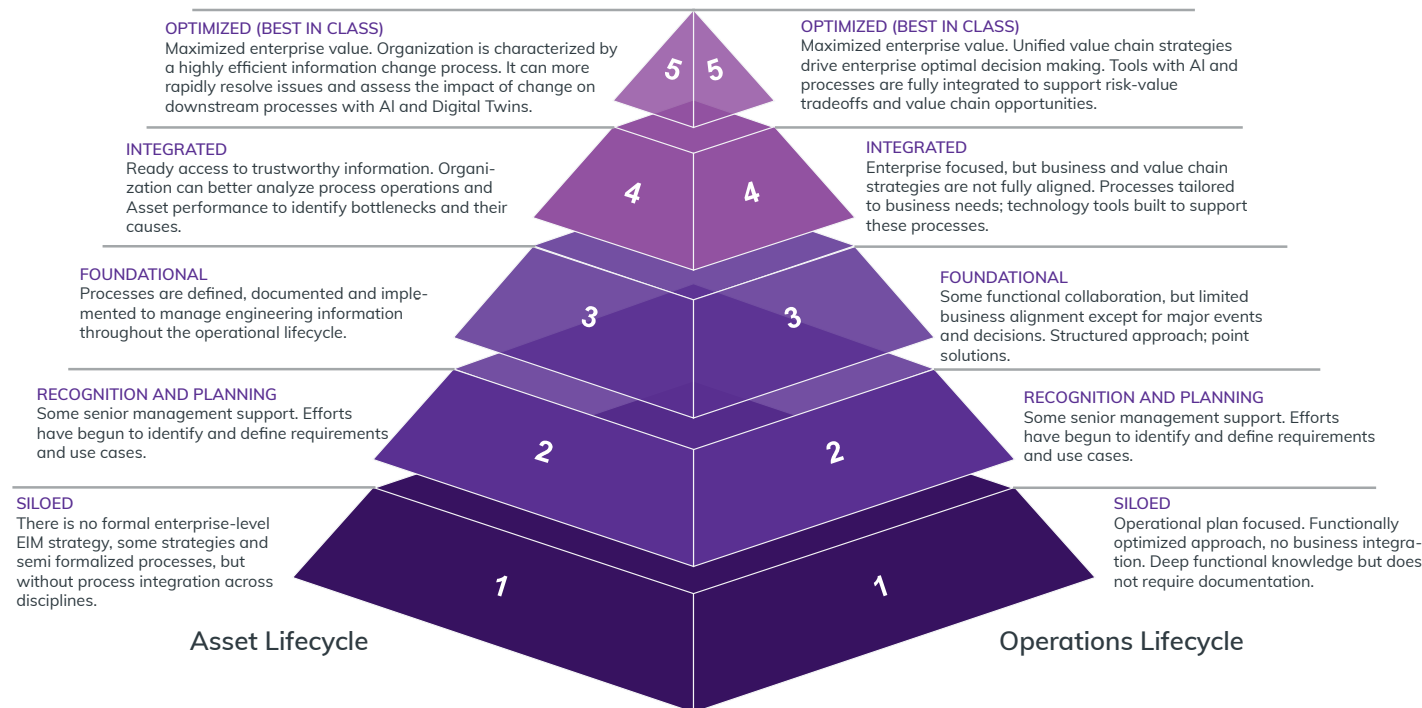 OPTIMIZED (BEST IN CLASS)
Maximized enterprise value. Organization is characterized by
a highly efficient information change process. It can more
rapidly resolve issues and assess the impact of change on
downstream processes with AI and Digital Twins.
OPTIMIZED (BEST IN CLASS)
Maximized enterprise value. Unified value chain strategies
drive enterprise optimal decision making. Tools with AI and
processes are fully integrated to support risk-value
tradeoffs and value chain opportunities.
5 5
INTEGRATED
Ready access to trustworthy information. Organi-
zation can better analyze process operations and
Asset performance to identify bottlenecks and their
causes.
INTEGRATED
Enterprise focused, but business and value chain
strategies are not fully aligned. Processes tailored
to business needs; technology tools built to support
these processes.
4 4
FOUNDATIONAL
Processes are defined, documented and imple-
mented to manage engineering information
throughout the operational lifecycle.
FOUNDATIONAL
Some functional collaboration, but limited
business alignment except for major events
and decisions. Structured approach; point
solutions.
3 3
RECOGNITION AND PLANNING
Some senior management support. Efforts
have begun to identify and define requirements
and use cases.
RECOGNITION AND PLANNING
Some senior management support. Efforts
have begun to identify and define requirements
and use cases.
2 2
SILOED
There is no formal enterprise-level
EIM strategy, some strategies and
semi formalized processes, but
without process integration across
disciplines.
SILOED
Operational plan focused. Functionally
optimized approach, no business integra-
tion. Deep functional knowledge but does
not require documentation.
1 1
Asset Lifecycle
Operations Lifecycle